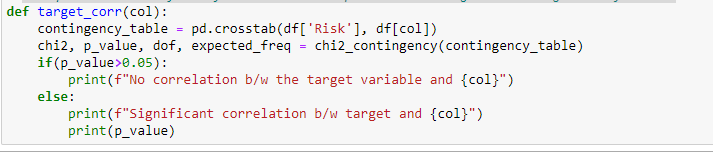 def target_corr(col):
    contingency_table = pd.crosstab(df['Risk'], df[col])
    chi2, p_value, dof, expected_freq = chi2_contingency(contingency_table)
    if(p_value>0.05):
        print(f"No correlation b/w the target variable and {col}")
    else:
        print(f"Significant correlation b/w target and {col}")
        print(p_value)